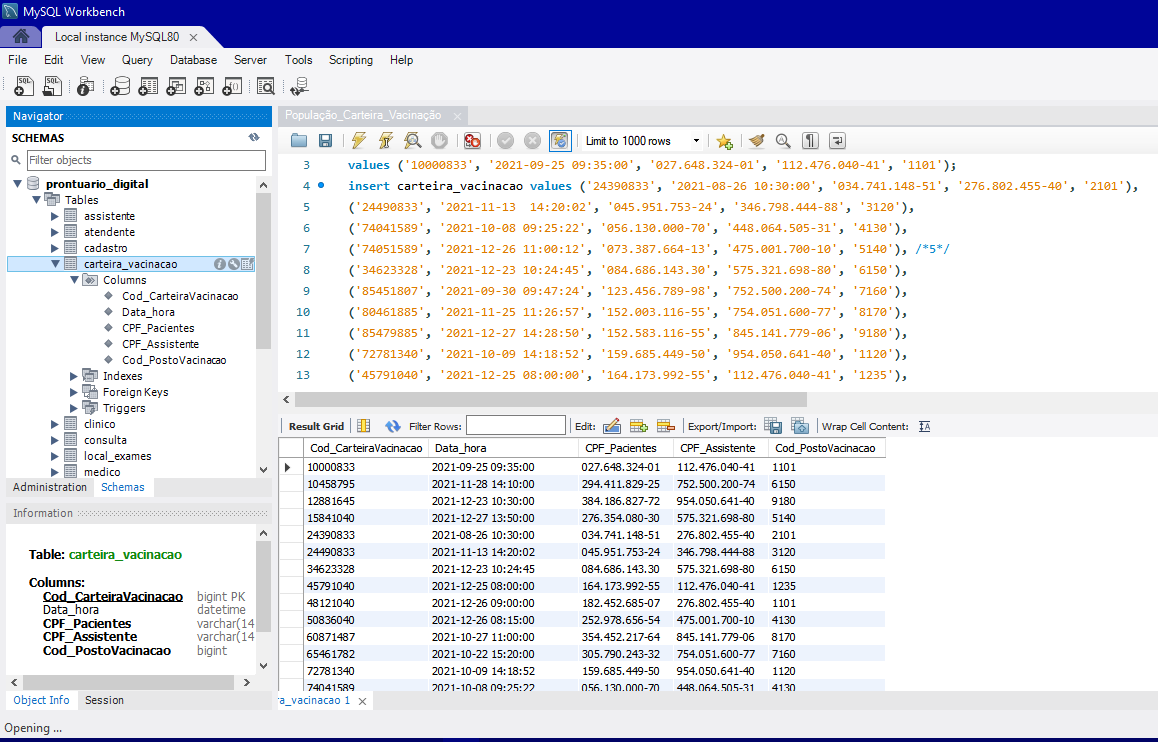 MySQL Workbench
Local instance MySQL80
File Edit View Query Database Server Tools Scripting Help
Navigator
SCHEMAS
Filter objects
prontuario_digital
Tables
assistente
atendente
cadastro
carteira_vacinacao
Columns
Cod_CarteiraVacinacao
Data_hora
CPF_Pacientes
CPF_Assistente
Cod_PostoVacinacao
Indexes
Foreign Keys
Triggers
clinico
consulta
local_exames
medico
Administration Schemas
Information
Table: carteira_vacinacao
Columns:
Cod_CarteiraVacinacao bigint PK
Data_hora datetime
CPF_Pacientes varchar(14
CPF_Assistente varchar(14
Cod_PostoVacinacao bigint
Object Info Session
Opening ...
População_Carteira_Vacinação
Limit to 1000 rows
3 values ('10000833', '2021-09-25 09:35:00', '027.648.324-01', '112.476.040-41', '1101');
4 insert carteira_vacinacao values ('24390833', '2021-08-26 10:30:00', '034.741.148-51', '276.802.455-40', '2101'),
5 ('24490833', '2021-11-13  14:20:02', '045.951.753-24', '346.798.444-88', '3120'),
6 ('74041589', '2021-10-08 09:25:22', '056.130.000-70', '448.064.505-31', '4130'),
7 ('74051589', '2021-12-26 11:00:12', '073.387.664-13', '475.001.700-10', '5140'), /*5*/
8 ('34623328', '2021-12-23 10:24:45', '084.686.143.30', '575.321.698-80', '6150'),
9 ('85451807', '2021-09-30 09:47:24', '123.456.789-98', '752.500.200-74', '7160'),
10 ('80461885', '2021-11-25 11:26:57', '152.003.116-55', '754.051.600-77', '8170'),
11 ('85479885', '2021-12-27 14:28:50', '152.583.116-55', '845.141.779-06', '9180'),
12 ('72781340', '2021-10-09 14:18:52', '159.685.449-50', '954.050.641-40', '1120'),
13 ('45791040', '2021-12-25 08:00:00', '164.173.992-55', '112.476.040-41', '1235'),
Result Grid Filter Rows: Edit: Export/Import: Wrap Cell Content:
Cod_CarteiraVacinacao Data_hora CPF_Pacientes CPF_Assistente Cod_PostoVacinacao
10000833 2021-09-25 09:35:00 027.648.324-01 112.476.040-41 1101
10458795 2021-11-28 14:10:00 294.411.829-25 752.500.200-74 6150
12881645 2021-12-23 10:30:00 384.186.827-72 954.050.641-40 9180
15841040 2021-12-27 13:50:00 276.354.080-30 575.321.698-80 5140
24390833 2021-08-26 10:30:00 034.741.148-51 276.802.455-40 2101
24490833 2021-11-13 14:20:02 045.951.753-24 346.798.444-88 3120
34623328 2021-12-23 10:24:45 084.686.143.30 575.321.698-80 6150
45791040 2021-12-25 08:00:00 164.173.992-55 112.476.040-41 1235
48121040 2021-12-26 09:00:00 182.452.685-07 276.802.455-40 1101
50836040 2021-12-26 08:15:00 252.978.656-54 475.001.700-10 4130
60871487 2021-10-27 11:00:00 354.452.217-64 845.141.779-06 8170
65461782 2021-10-22 15:20:00 305.790.243-32 754.051.600-77 7160
72781340 2021-10-09 14:18:52 159.685.449-50 954.050.641-40 1120
74041589 2021-10-08 09:25:22 056.130.000-70 448.064.505-31 4130
ra_vacinacao 1